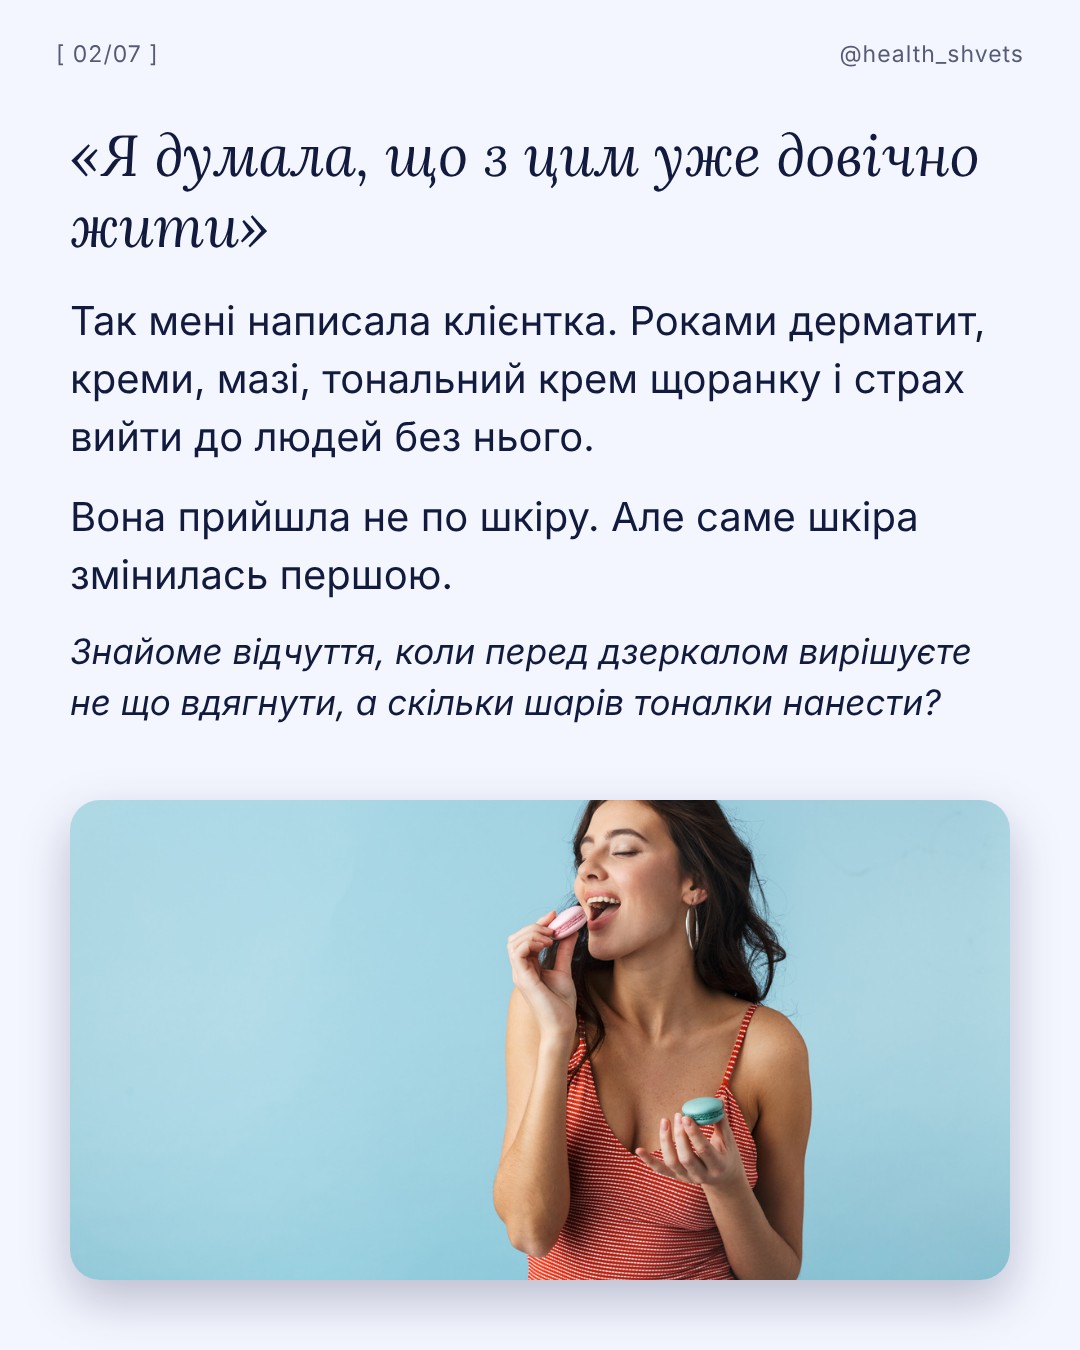 [ 02/07 ]
@health_shvets
«Я думала, що з цим уже довічно
жити»
Так мені написала клієнтка. Роками дерматит,
креми, мазі, тональний крем щоранку і страх
вийти до людей без нього.
Вона прийшла не по шкіру. Але саме шкіра
змінилась першою.
Знайоме відчуття, коли перед дзеркалом вирішуєте
не що вдягнути, а скільки шарів тоналки нанести?